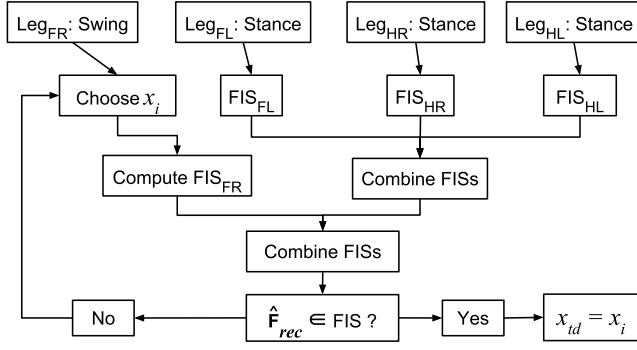 Leg_FR: Swing
Leg_FL: Stance
Leg_HR: Stance
Leg_HL: Stance
Choose x_i
FIS_FL
FIS_HR
FIS_HL
Compute FIS_FR
Combine FISs
Combine FISs
No
F̂_rec ∈ FIS ?
Yes
x_td = x_i